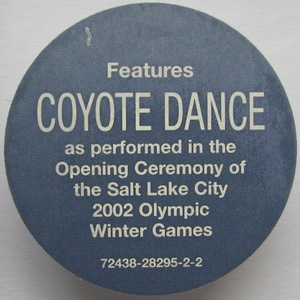 Features
COYOTE DANCE
as performed in the
Opening Ceremony of
the Salt Lake City
2002 Olympic
Winter Games
72438-28295-2-2